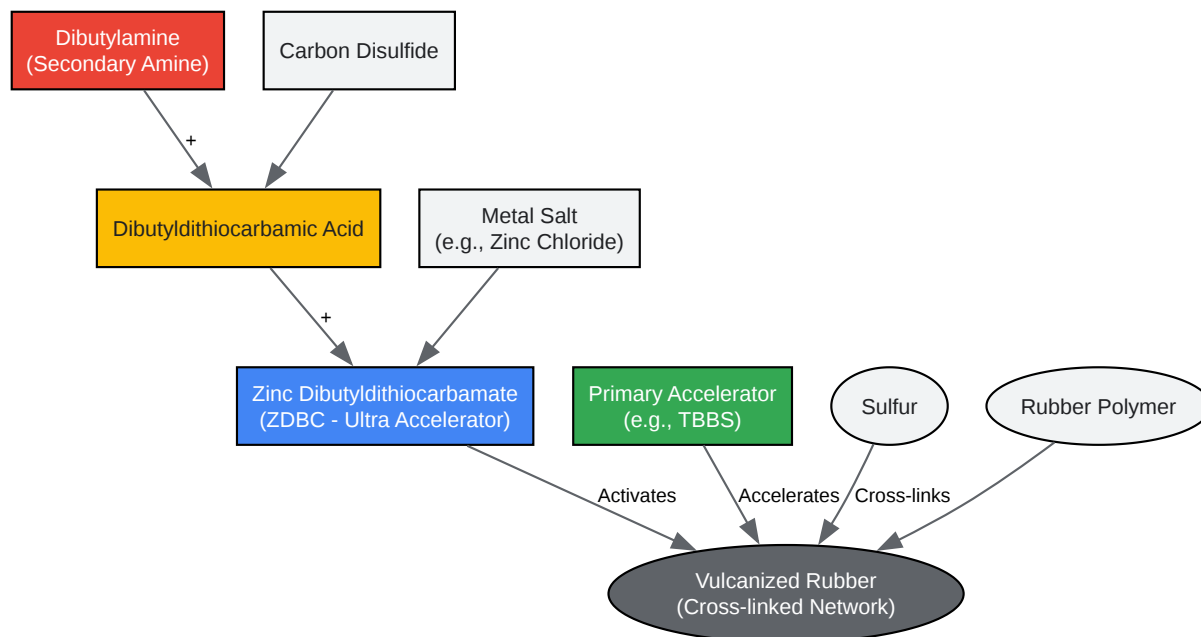 Dibutylamine
(Secondary Amine)
Carbon Disulfide
+
Dibutyldithiocarbamic Acid
Metal Salt
(e.g., Zinc Chloride)
+
Zinc Dibutyldithiocarbamate
(ZDBC - Ultra Accelerator)
Primary Accelerator
(e.g., TBBS)
Sulfur
Rubber Polymer
Activates
Accelerates
Cross-links
Vulcanized Rubber
(Cross-linked Network)